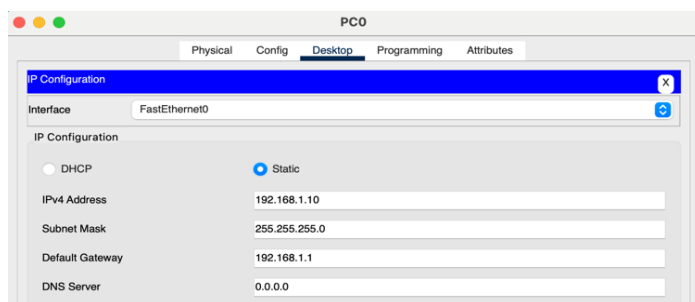 PC0
Physical Config Desktop Programming Attributes
IP Configuration X
Interface FastEthernet0
IP Configuration
DHCP Static
IPv4 Address 192.168.1.10
Subnet Mask 255.255.255.0
Default Gateway 192.168.1.1
DNS Server 0.0.0.0